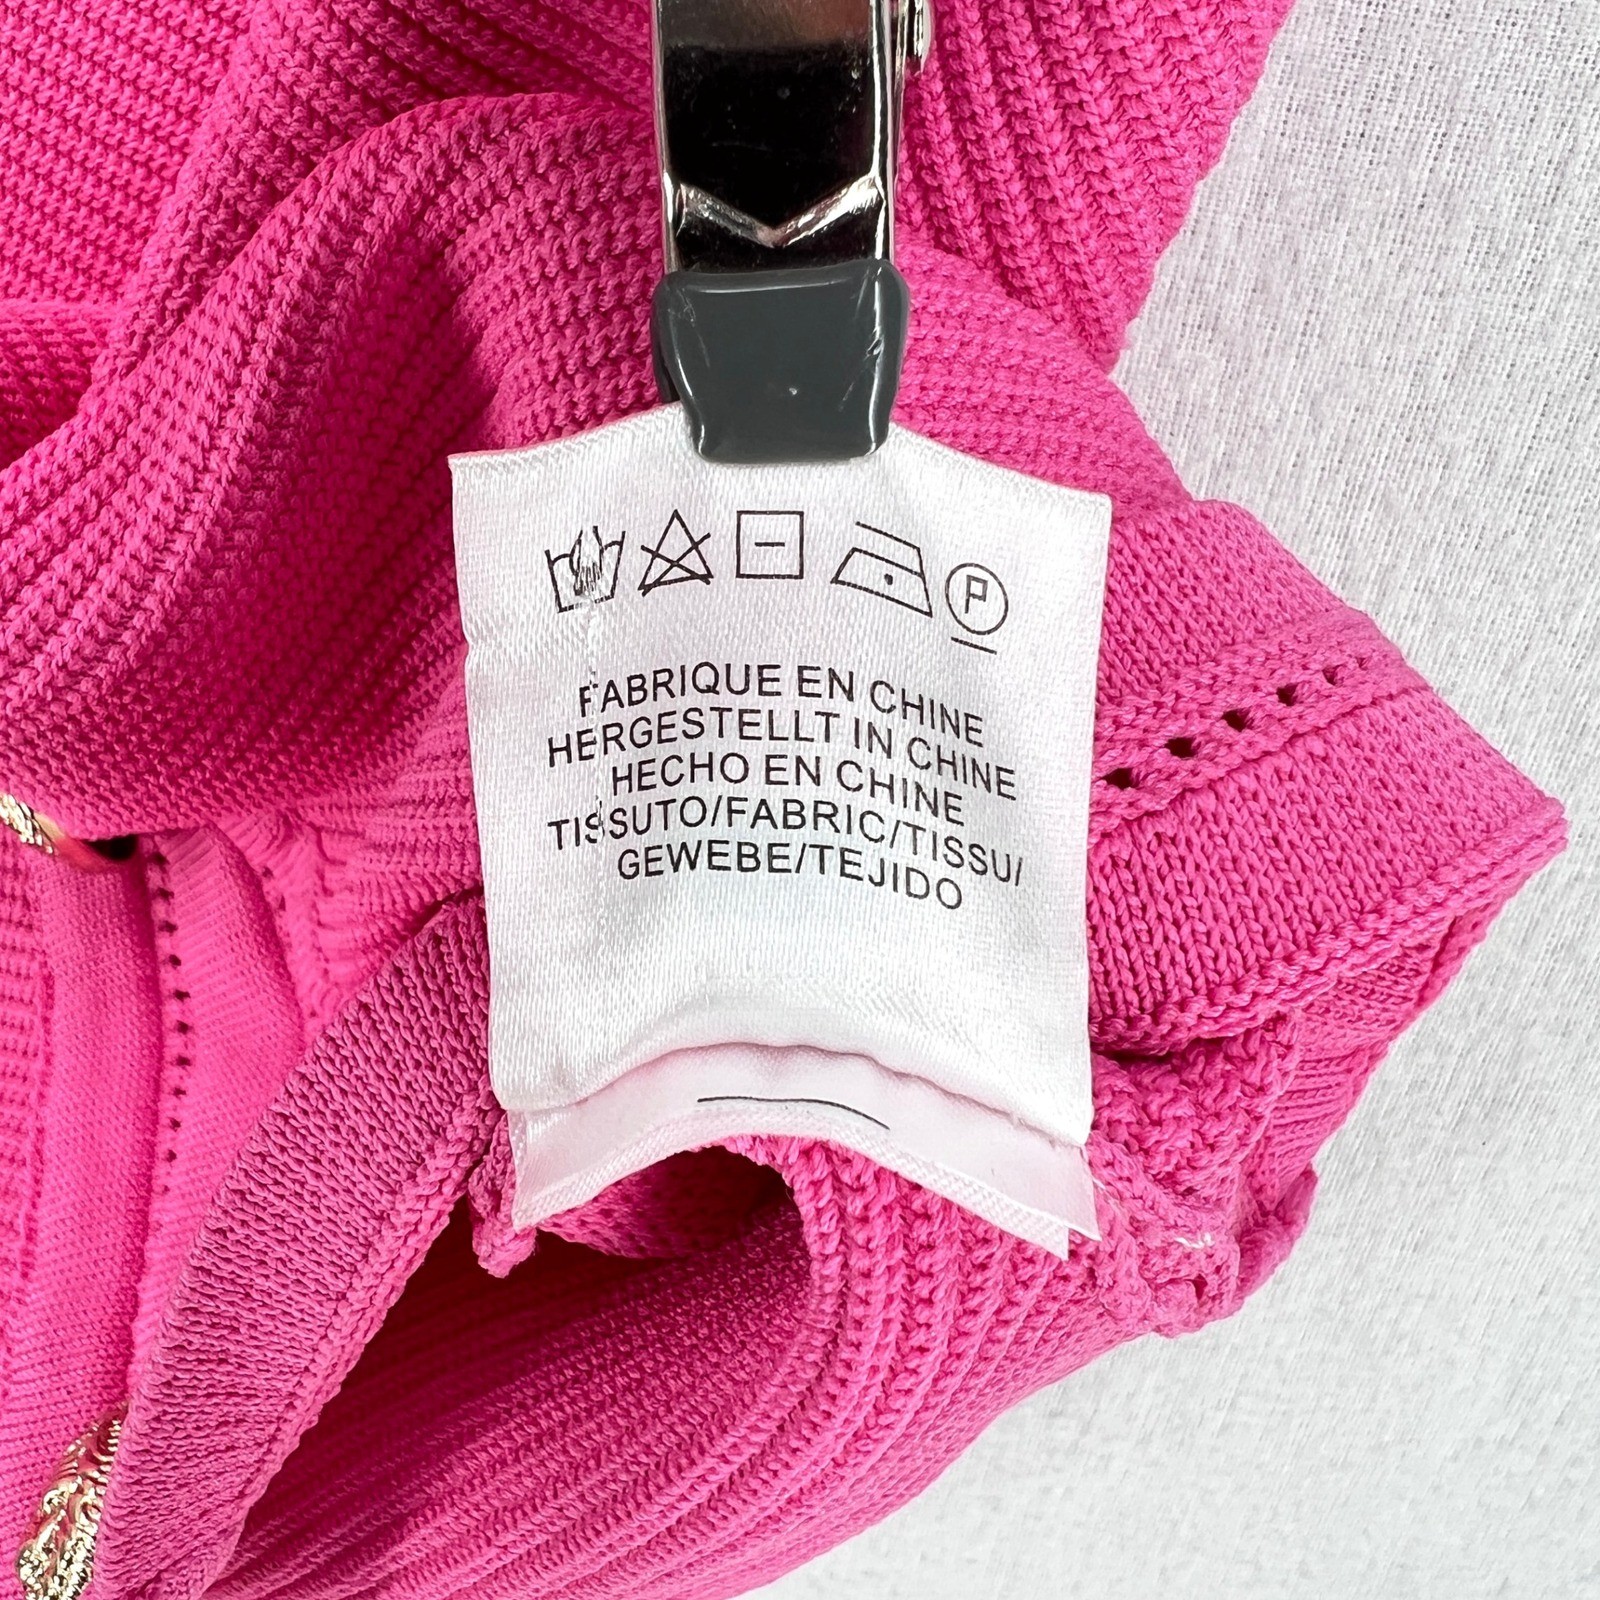 P
FABRIQUE EN CHINE
HERGESTELLT IN CHINE
HECHO EN CHINE
TISSUTO/FABRIC/TISSU/
GEWEBE/TEJIDO